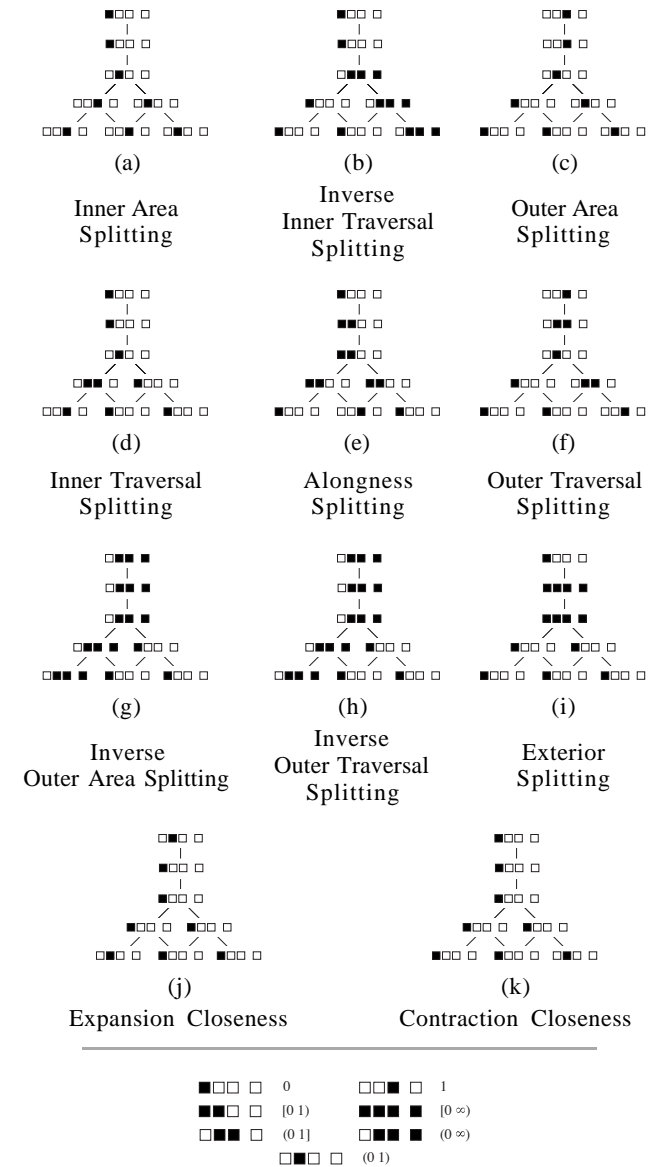 (a) (b) (c)
Inner Area Inverse Outer Area
Splitting Inner Traversal Splitting
Splitting
(d) (e) (f)
Inner Traversal Alongness Outer Traversal
Splitting Splitting Splitting
(g) (h) (i)
Inverse Inverse Exterior
Outer Area Splitting Outer Traversal Splitting
Splitting
(j) (k)
Expansion Closeness Contraction Closeness
0 1
[0 1) [0 ∞)
(0 1] (0 ∞)
(0 1)